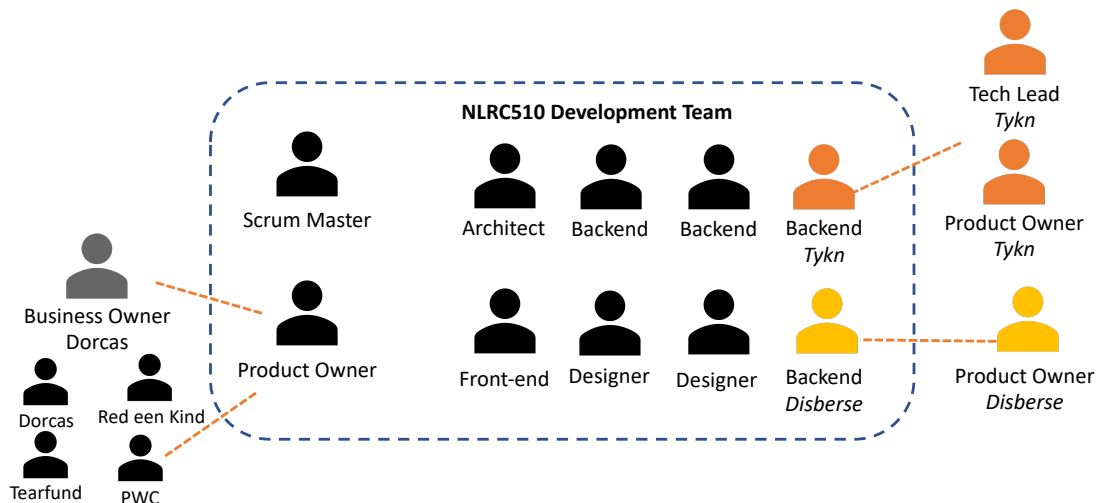 NLRC510 Development Team
Tech Lead
Tykn
Scrum Master
Architect
Backend
Backend
Backend
Tykn
Product Owner
Tykn
Business Owner
Dorcas
Product Owner
Front-end
Designer
Designer
Backend
Disberse
Product Owner
Disberse
Dorcas
Red een Kind
Tearfund
PWC